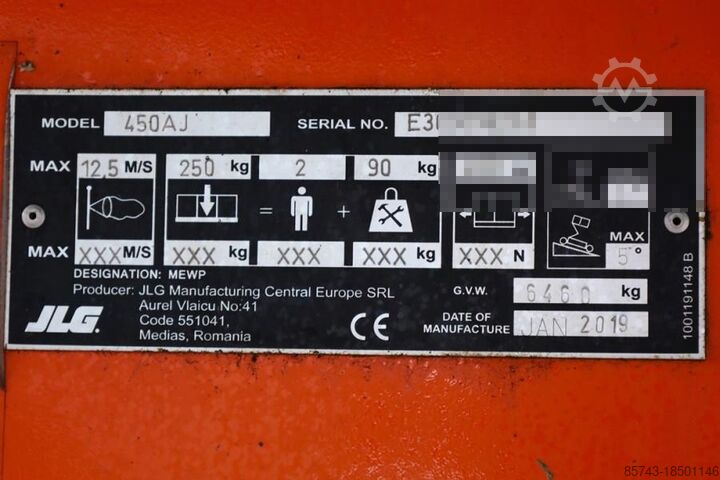 MODEL 450AJ SERIAL NO. E30
MAX 12,5 M/S 250 kg 2 90 kg
= +
MAX
MAX XXX M/S XXX kg XXX XXX kg XXX N 5°
DESIGNATION: MEWP
Producer: JLG Manufacturing Central Europe SRL
Aurel Vlaicu No:41
Code 551041,
Medias, Romania
JLG.
CE
G.V.W. 6460 kg
DATE OF MANUFACTURE JAN 2019
1001191148 B
85743-18501146